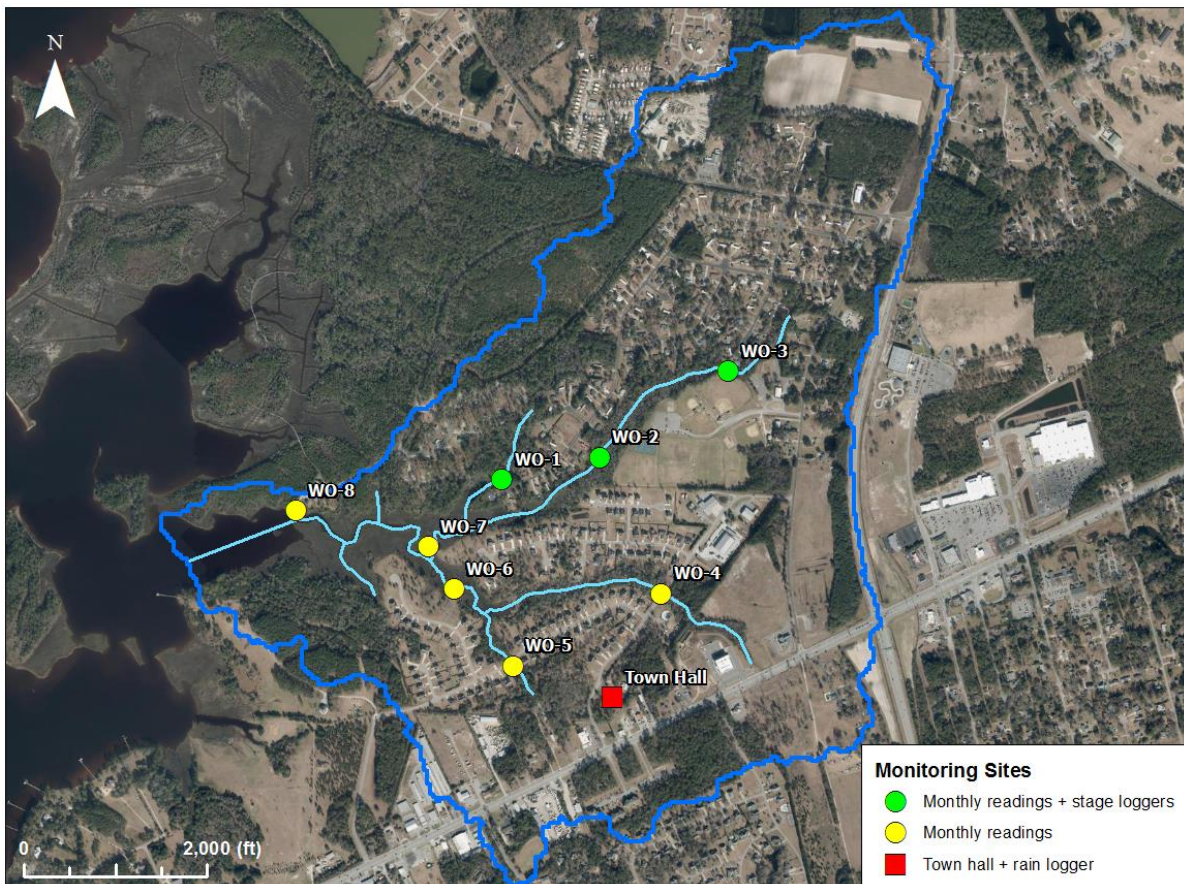 N
WO-3
WO-2
WO-1
WO-8
WO-7
WO-6
WO-4
WO-5
Town Hall
0 2,000 (ft)
Monitoring Sites
Monthly readings + stage loggers
Monthly readings
Town hall + rain logger